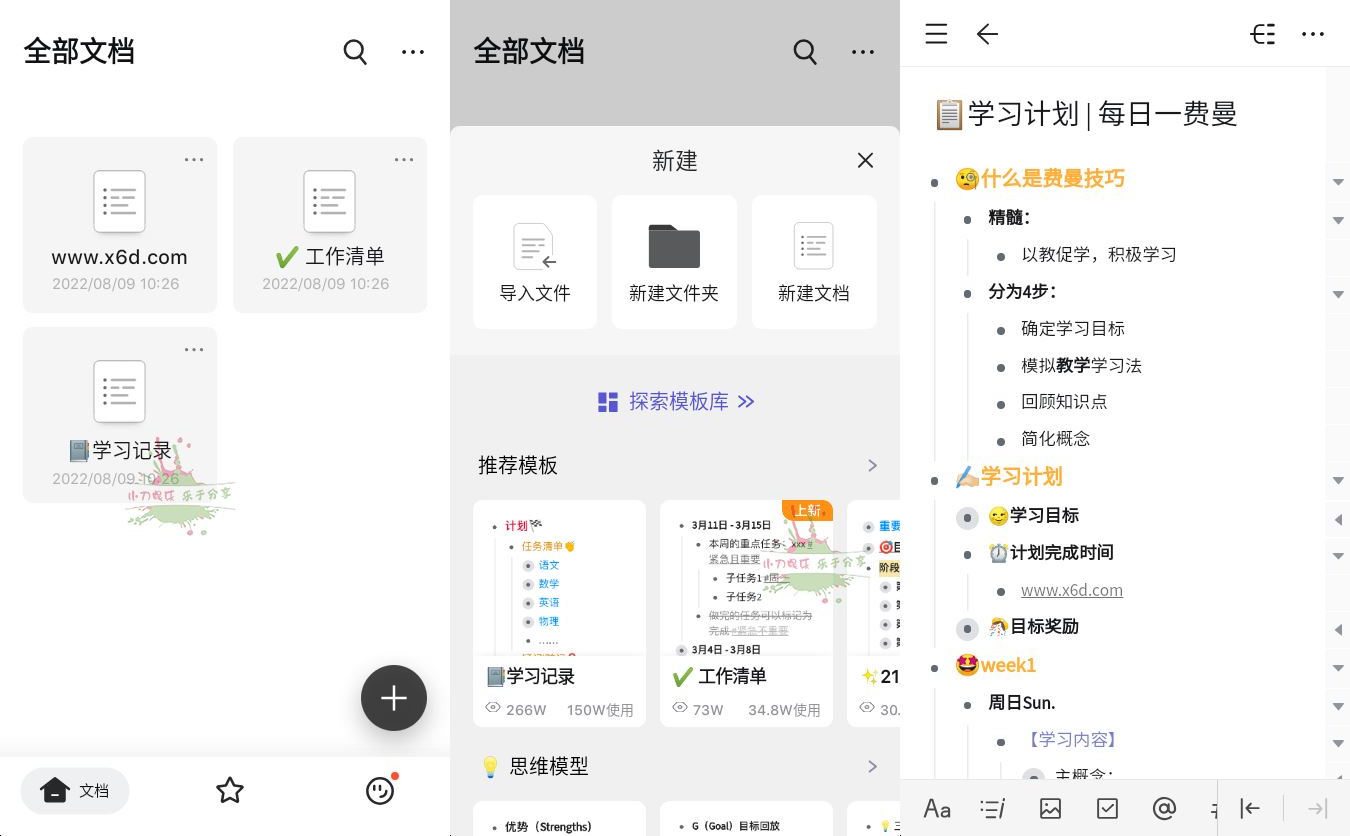 全部文档
www.x6d.com
2022/08/09 10:26
✔ 工作清单
2022/08/09 10:26
学习记录
2022/08/09 10:26
小刀娱乐 乐于分享
文档
全部文档
新建
导入文件
新建文件夹
新建文档
探索模板库
推荐模板
计划
任务清单
语文
数学
英语
物理
......
学习记录
266W 150W使用
上新
3月11日 - 3月15日
本周的重点任务：xxx #
紧急且重要
子任务1
子任务2
做完的任务可以标记为
完成 #紧急不重要
3月4日 - 3月8日
✔ 工作清单
73W 34.8W使用
小刀娱乐 乐于分享
重要
阶段
21
30.
思维模型
优势（Strengths)
G（Goal）目标回放
学习计划 | 每日一费曼
什么是费曼技巧
精髓：
以教促学，积极学习
分为4步：
确定学习目标
模拟教学学习法
回顾知识点
简化概念
学习计划
学习目标
计划完成时间
www.x6d.com
目标奖励
week1
周日Sun.
【学习内容】
主概念：
Aa